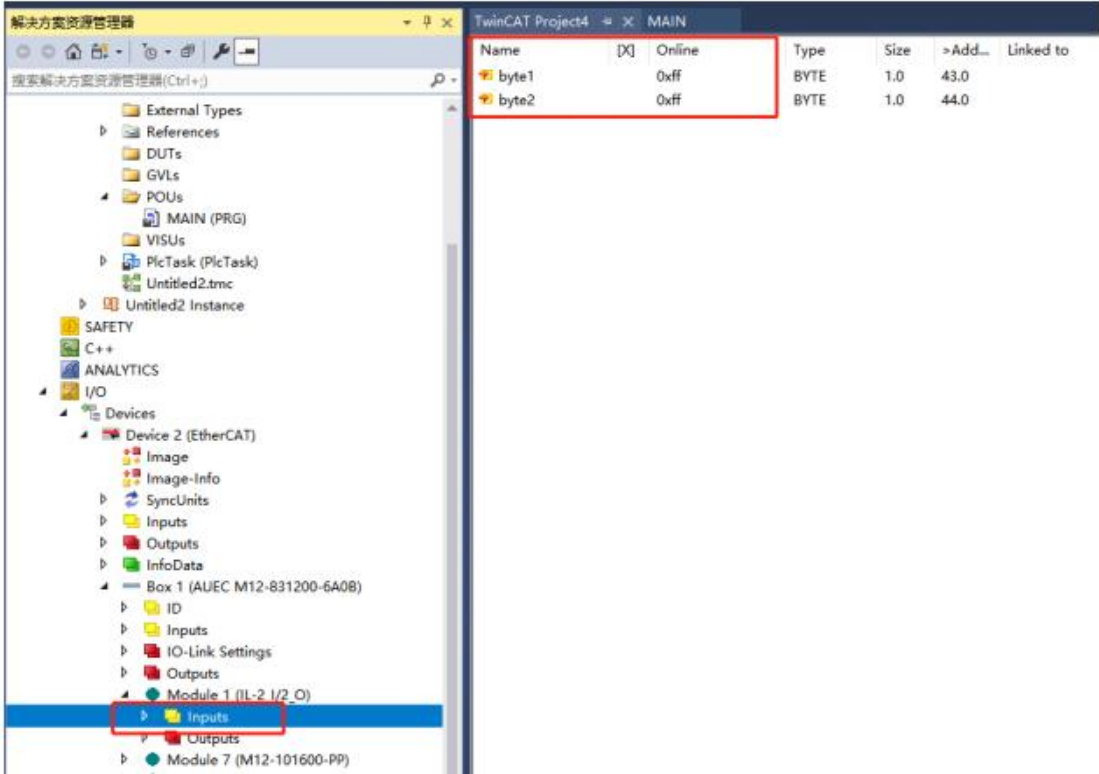 解决方案资源管理器
搜索解决方案资源管理器(Ctrl+;)
External Types
References
DUTs
GVLs
POUs
MAIN (PRG)
VISUs
PlcTask (PlcTask)
Untitled2.tmc
Untitled2 Instance
SAFETY
C++
ANALYTICS
I/O
Devices
Device 2 (EtherCAT)
Image
Image-Info
SyncUnits
Inputs
Outputs
InfoData
Box 1 (AUEC M12-831200-6A0B)
ID
Inputs
IO-Link Settings
Outputs
Module 1 (IL-2_I/2_O)
Inputs
Outputs
Module 7 (M12-101600-PP)
TwinCAT Project4 MAIN
Name [X] Online Type Size >Add... Linked to
byte1 0xff BYTE 1.0 43.0
byte2 0xff BYTE 1.0 44.0